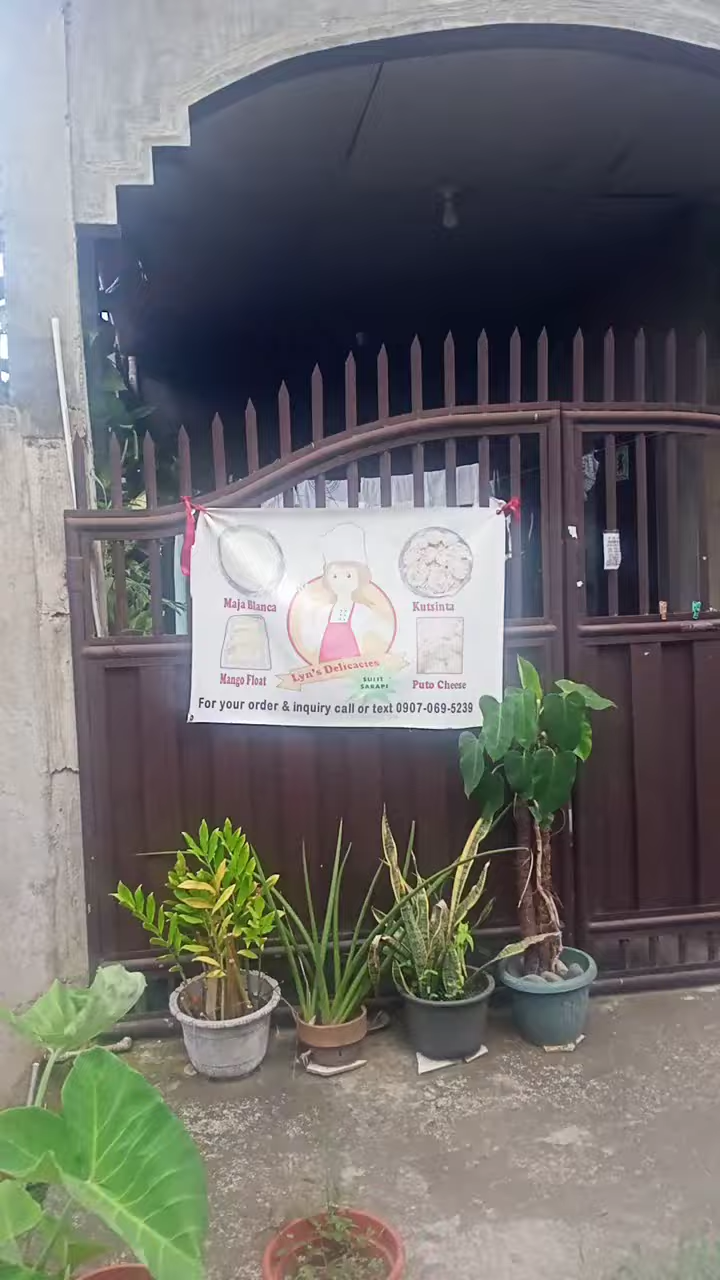 Maja Blanca
Kutsinta
Mango Float
Lyn's Delicacies
SULIT
SARAP!
Puto Cheese
For your order & inquiry call or text 0907-069-5239